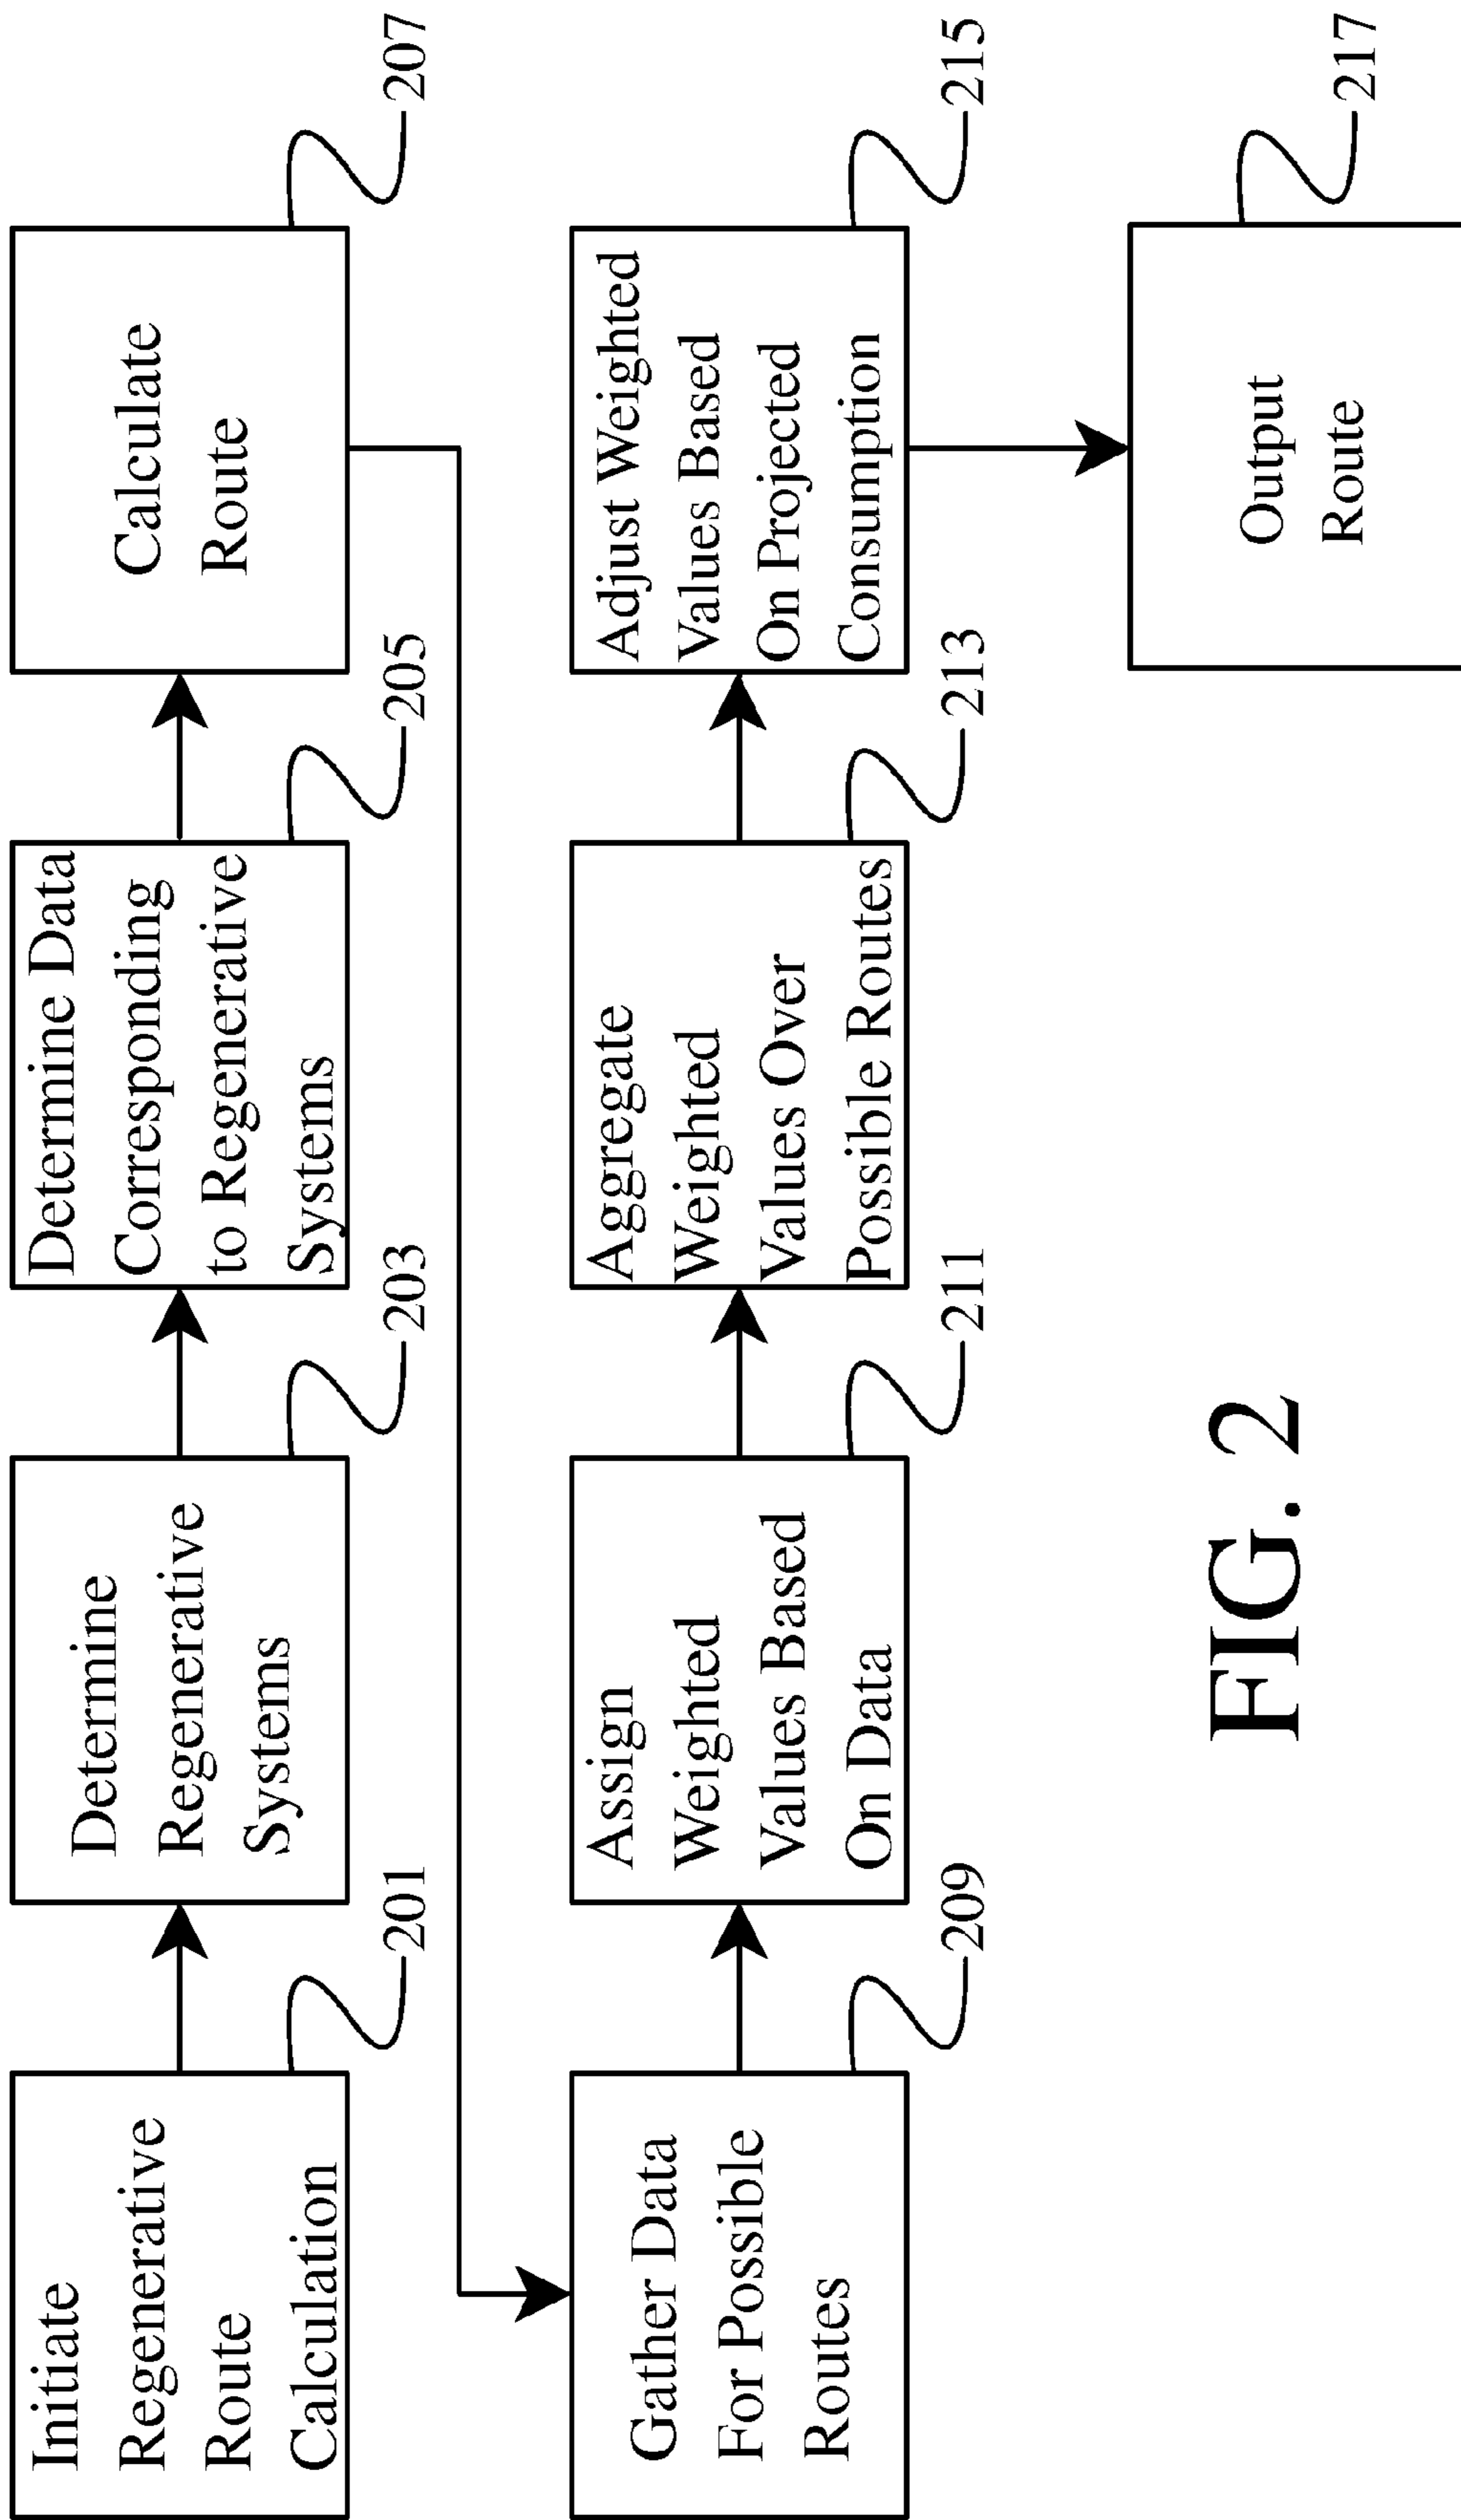 Initiate
Regenerative
Route
Calculation
201
Determine
Regenerative
Systems
203
Determine Data
Corresponding
to Regenerative
Systems
205
Calculate
Route
207
Gather Data
For Possible
Routes
209
Assign
Weighted
Values Based
On Data
211
Aggregate
Weighted
Values Over
Possible Routes
213
Adjust Weighted
Values Based
On Projected
Consumption
215
Output
Route
217
FIG. 2